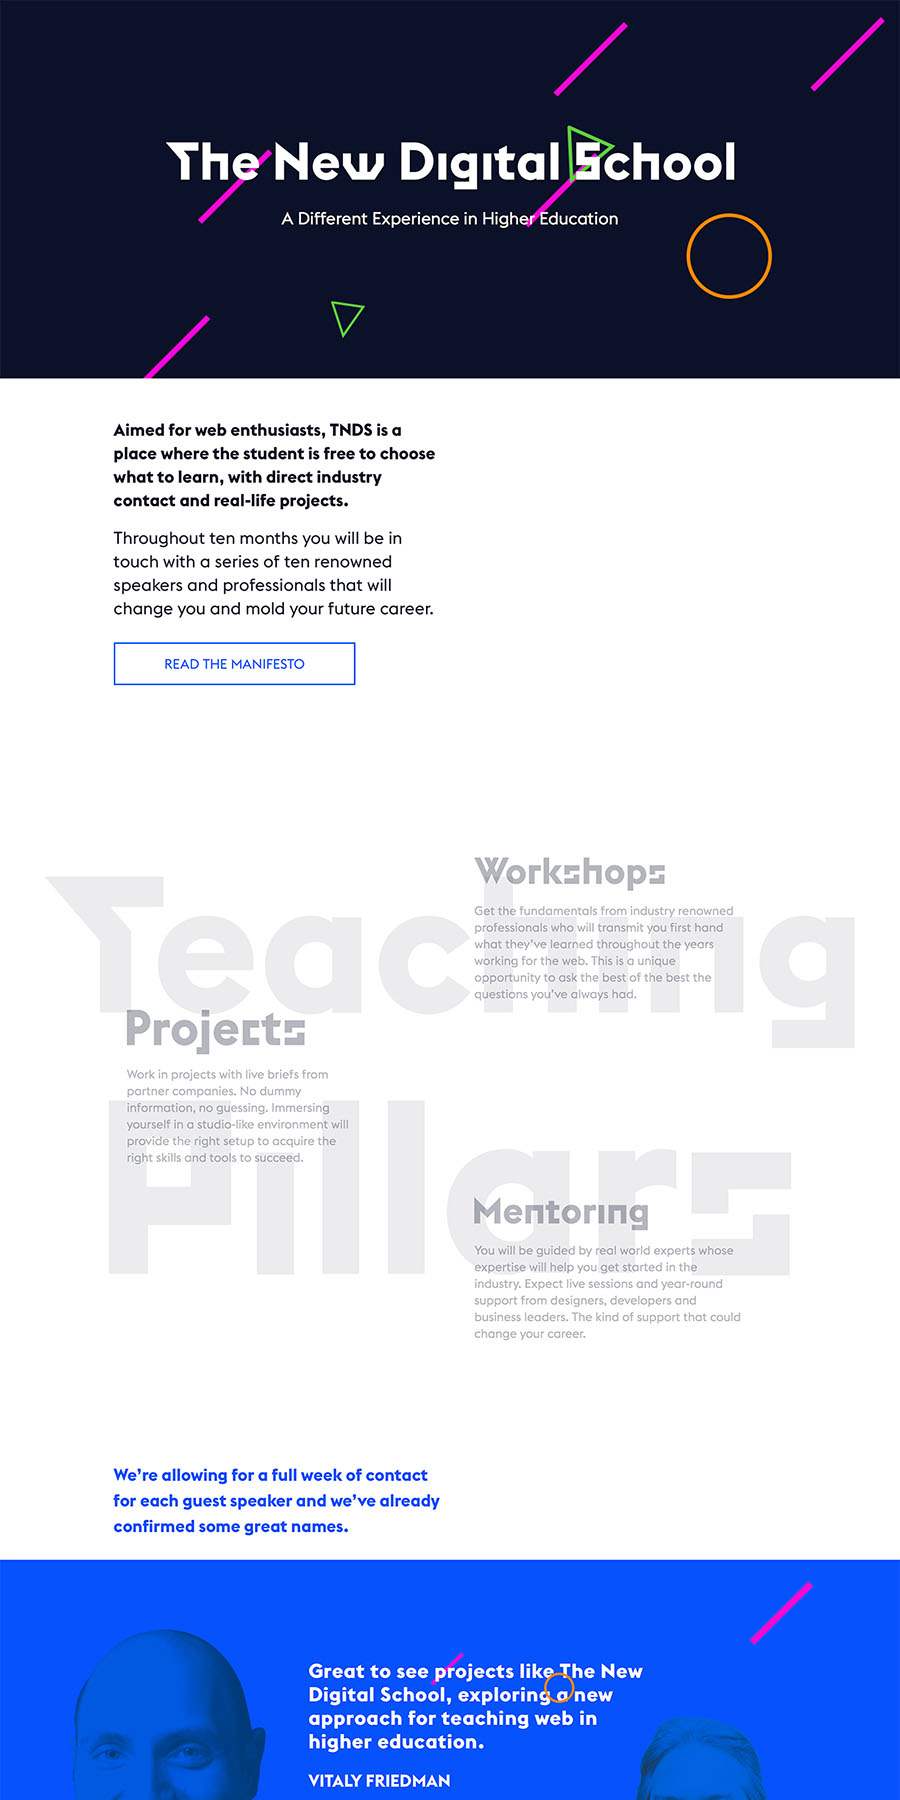 The New Digital School
A Different Experience in Higher Education
Aimed for web enthusiasts, TNDS is a
place where the student is free to choose
what to learn, with direct industry
contact and real-life projects.
Throughout ten months you will be in
touch with a series of ten renowned
speakers and professionals that will
change you and mold your future career.
READ THE MANIFESTO
Teaching
Pillars
Workshops
Get the fundamentals from industry renowned
professionals who will transmit you first hand
what they've learned throughout the years
working for the web. This is a unique
opportunity to ask the best of the best the
questions you've always had.
Projects
Work in projects with live briefs from
partner companies. No dummy
information, no guessing. Immersing
yourself in a studio-like environment will
provide the right setup to acquire the
right skills and tools to succeed.
Mentoring
You will be guided by real world experts whose
expertise will help you get started in the
industry. Expect live sessions and year-round
support from designers, developers and
business leaders. The kind of support that could
change your career.
We're allowing for a full week of contact
for each guest speaker and we've already
confirmed some great names.
Great to see projects like The New
Digital School, exploring a new
approach for teaching web in
higher education.
VITALY FRIEDMAN